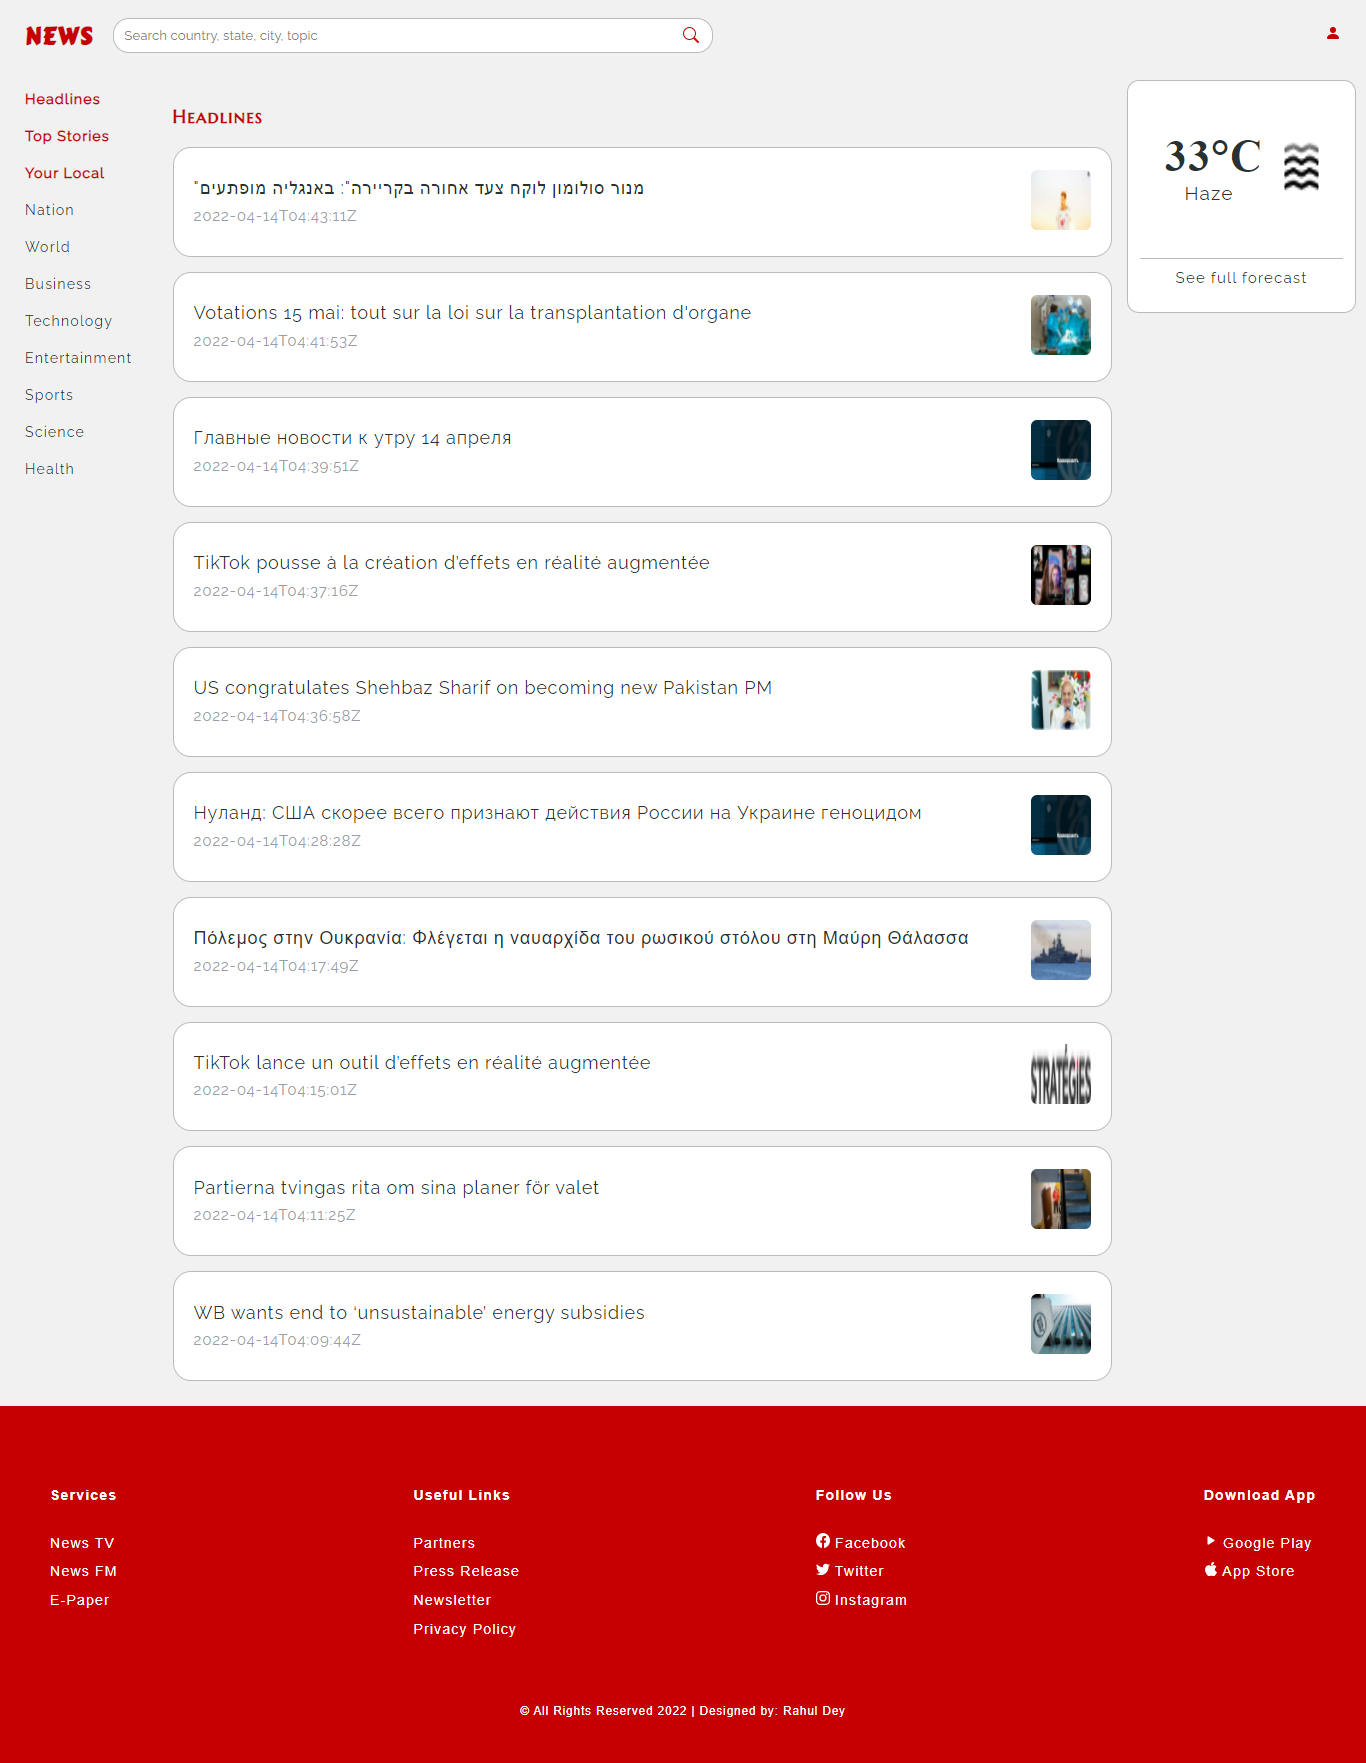 NEWS
Search country, state, city, topic
Headlines
Top Stories
Your Local
Nation
World
Business
Technology
Entertainment
Sports
Science
Health
Headlines
מנור סולומון לוקח צעד אחורה בקריירה": באנגליה מופתעים"
2022-04-14T04:43:11Z
Votations 15 mai: tout sur la loi sur la transplantation d'organe
2022-04-14T04:41:53Z
Главные новости к утру 14 апреля
2022-04-14T04:39:51Z
TikTok pousse à la création d’effets en réalité augmentée
2022-04-14T04:37:16Z
US congratulates Shehbaz Sharif on becoming new Pakistan PM
2022-04-14T04:36:58Z
Нуланд: США скорее всего признают действия России на Украине геноцидом
2022-04-14T04:28:28Z
Πόλεμος στην Ουκρανία: Φλέγεται η ναυαρχίδα του ρωσικού στόλου στη Μαύρη Θάλασσα
2022-04-14T04:17:49Z
TikTok lance un outil d’effets en réalité augmentée
2022-04-14T04:15:01Z
STRATÉGIES
Partierna tvingas rita om sina planer för valet
2022-04-14T04:11:25Z
WB wants end to ‘unsustainable’ energy subsidies
2022-04-14T04:09:44Z
33°C
Haze
See full forecast
Services
News TV
News FM
E-Paper
Useful Links
Partners
Press Release
Newsletter
Privacy Policy
Follow Us
Facebook
Twitter
Instagram
Download App
Google Play
App Store
© All Rights Reserved 2022 | Designed by: Rahul Dey